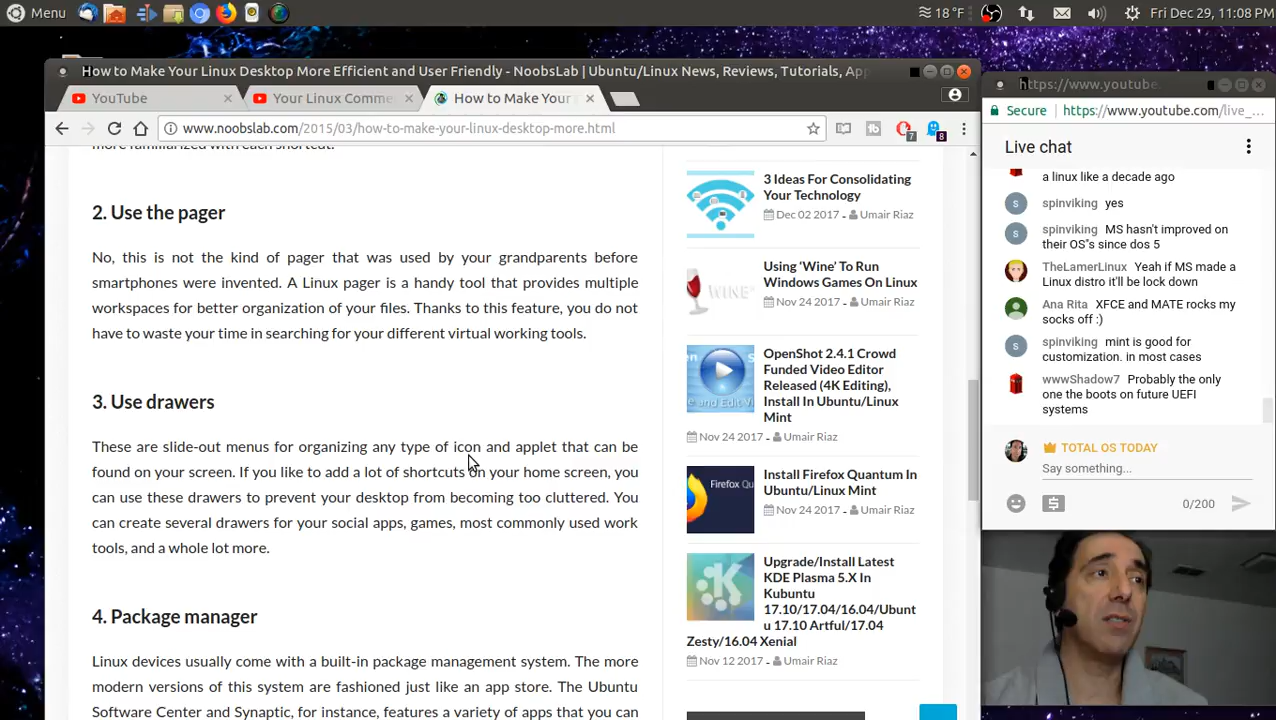 Menu
18 °F
Fri Dec 29, 11:08 PM
How to Make Your Linux Desktop More Efficient and User Friendly - NoobsLab | Ubuntu/Linux News, Reviews, Tutorials, Ap
YouTube
Your Linux Comme
How to Make Your
www.noobslab.com/2015/03/how-to-make-your-linux-desktop-more.html
7
8
more familiarized with each shortcut.
2. Use the pager
No, this is not the kind of pager that was used by your grandparents before
smartphones were invented. A Linux pager is a handy tool that provides multiple
workspaces for better organization of your files. Thanks to this feature, you do not
have to waste your time in searching for your different virtual working tools.
3. Use drawers
These are slide-out menus for organizing any type of icon and applet that can be
found on your screen. If you like to add a lot of shortcuts on your home screen, you
can use these drawers to prevent your desktop from becoming too cluttered. You
can create several drawers for your social apps, games, most commonly used work
tools, and a whole lot more.
4. Package manager
Linux devices usually come with a built-in package management system. The more
modern versions of this system are fashioned just like an app store. The Ubuntu
Software Center and Synaptic, for instance, features a variety of apps that you can
3 Ideas For Consolidating
Your Technology
Dec 02 2017 - Umair Riaz
WINE
Using 'Wine' To Run
Windows Games On Linux
Nov 24 2017 - Umair Riaz
OpenShot 2.4.1 Crowd
Funded Video Editor
Released (4K Editing),
Install In Ubuntu/Linux
Mint
Nov 24 2017 - Umair Riaz
Firefox Qu
Install Firefox Quantum In
Ubuntu/Linux Mint
Nov 24 2017 - Umair Riaz
Upgrade/Install Latest
KDE Plasma 5.X In
Kubuntu
17.10/17.04/16.04/Ubunt
u 17.10 Artful/17.04
Zesty/16.04 Xenial
Nov 12 2017 - Umair Riaz
https://www.youtube.
Secure https://www.youtube.com/live_...
Live chat
a linux like a decade ago
spinviking yes
spinviking MS hasn't improved on
their OS"s since dos 5
TheLamerLinux Yeah if MS made a
Linux distro it'll be lock down
Ana Rita XFCE and MATE rocks my
socks off :)
spinviking mint is good for
customization. in most cases
wwwShadow7 Probably the only
one the boots on future UEFI
systems
TOTAL OS TODAY
Say something...
0/200